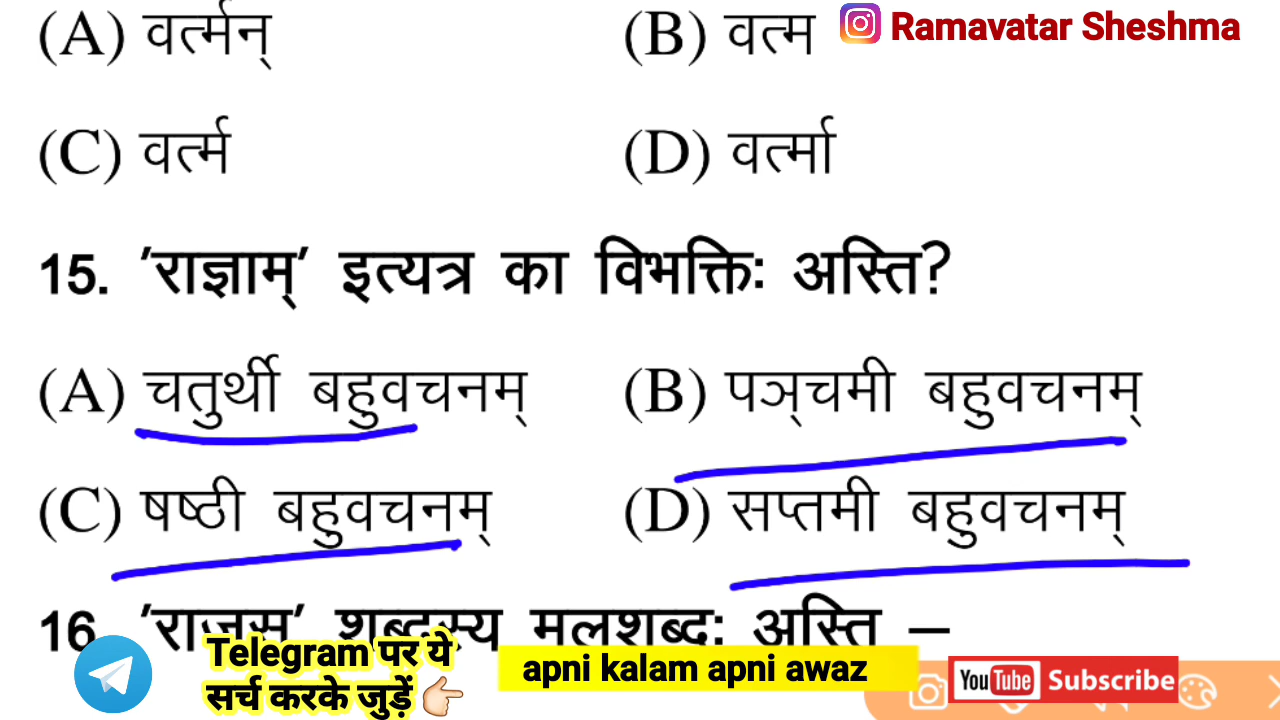 (A) वर्त्मन् (B) वत्म Ramavatar Sheshma
(C) वर्त्म (D) वर्त्मा
15. 'राज्ञाम्' इत्यत्र का विभक्तिः अस्ति?
(A) चतुर्थी बहुवचनम् (B) पञ्चमी बहुवचनम्
(C) षष्ठी बहुवचनम् (D) सप्तमी बहुवचनम्
16. 'राजसु' शब्दस्य मूलशब्दः अस्ति –
Telegram पर ये
सर्च करके जुड़ें
apni kalam apni awaz
YouTube Subscribe